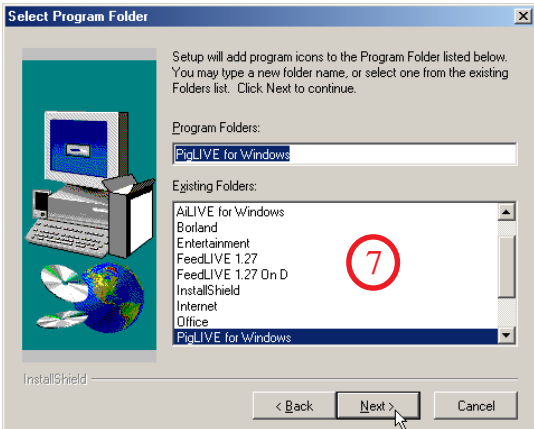 Select Program Folder
Setup will add program icons to the Program Folder listed below.
You may type a new folder name, or select one from the existing
Folders list. Click Next to continue.
Program Folders:
PigLIVE for Windows
Existing Folders:
AiLIVE for Windows
Borland
Entertainment
FeedLIVE 1.27
FeedLIVE 1.27 On D
InstallShield
Internet
Office
PigLIVE for Windows
7
InstallShield
< Back
Next >
Cancel